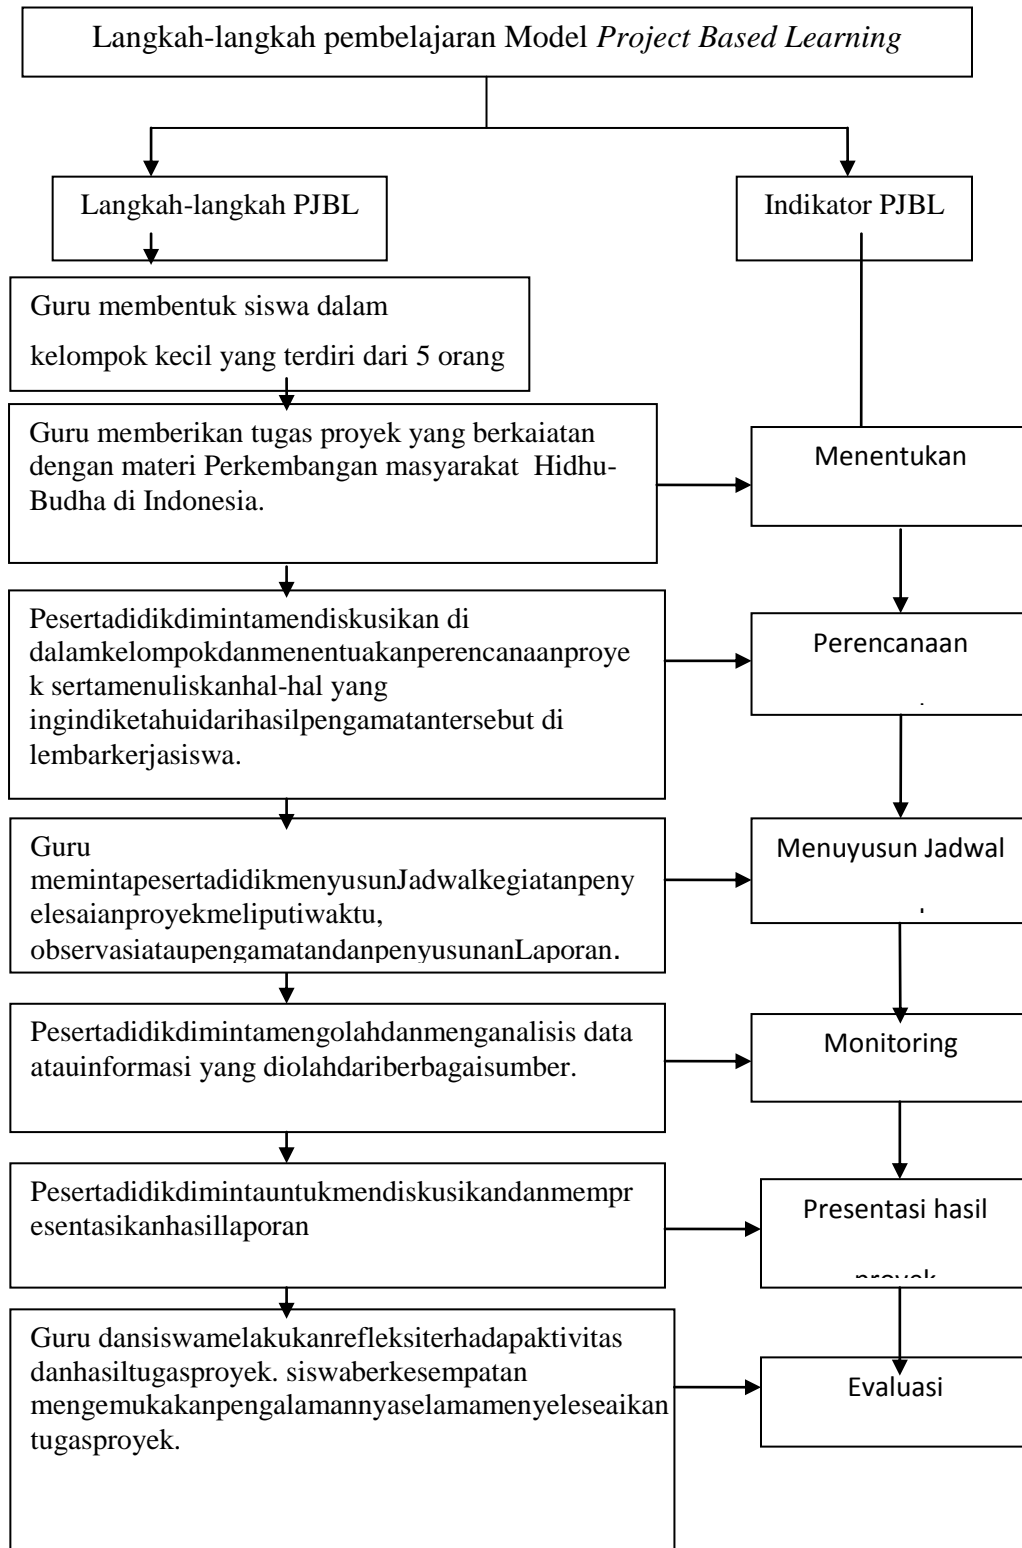 Langkah-langkah pembelajaran Model Project Based Learning
Langkah-langkah PJBL
Indikator PJBL
Guru membentuk siswa dalam
kelompok kecil yang terdiri dari 5 orang
Guru memberikan tugas proyek yang berkaiatan
dengan materi Perkembangan masyarakat Hidhu-
Budha di Indonesia.
Menentukan
Pesertadidikdimintamendiskusikan di
dalamkelompokdanmenentuakanperencanaanproye
k sertamenuliskanhal-hal yang
ingindiketahuidarihasilpengamatantersebut di
lembarkerjasiswa.
Perencanaan
Guru
memintapesertadidikmenyusunJadwalkegiatanpeny
elesaianproyekmeliputiwaktu,
observasiataupengamatandanpenyusunanLaporan.
Menuyusun Jadwal
Pesertadidikdimintamengolahdanmenganalisis data
atauinformasi yang diolahdariberbagaisumber.
Monitoring
Pesertadidikdimintauntukmendiskusikandanmempr
esentasikanhasillaporan
Presentasi hasil
proyek
Guru dansiswamelakukanrefleksiterhadapaktivitas
danhasiltugasproyek. siswaberkesempatan
mengemukakanpengalamannyaselamamenyeleseaikan
tugasproyek.
Evaluasi